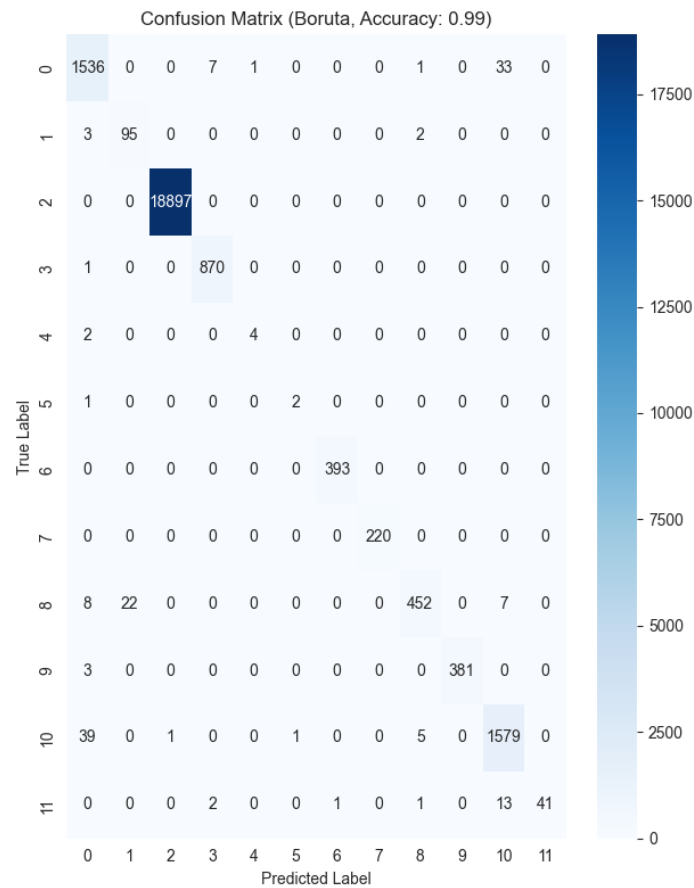 Confusion Matrix (Boruta, Accuracy: 0.99)
0 1536 0 0 7 1 0 0 0 1 0 33 0
1 3 95 0 0 0 0 0 0 2 0 0 0
2 0 0 18897 0 0 0 0 0 0 0 0 0
3 1 0 0 870 0 0 0 0 0 0 0 0
4 2 0 0 0 4 0 0 0 0 0 0 0
5 1 0 0 0 0 2 0 0 0 0 0 0
6 0 0 0 0 0 0 393 0 0 0 0 0
7 0 0 0 0 0 0 0 220 0 0 0 0
8 8 22 0 0 0 0 0 0 452 0 7 0
9 3 0 0 0 0 0 0 0 0 381 0 0
10 39 0 1 0 0 1 0 0 5 0 1579 0
11 0 0 0 2 0 0 1 0 1 0 13 41
0 1 2 3 4 5 6 7 8 9 10 11
Predicted Label
True Label
17500
15000
12500
10000
7500
5000
2500
0